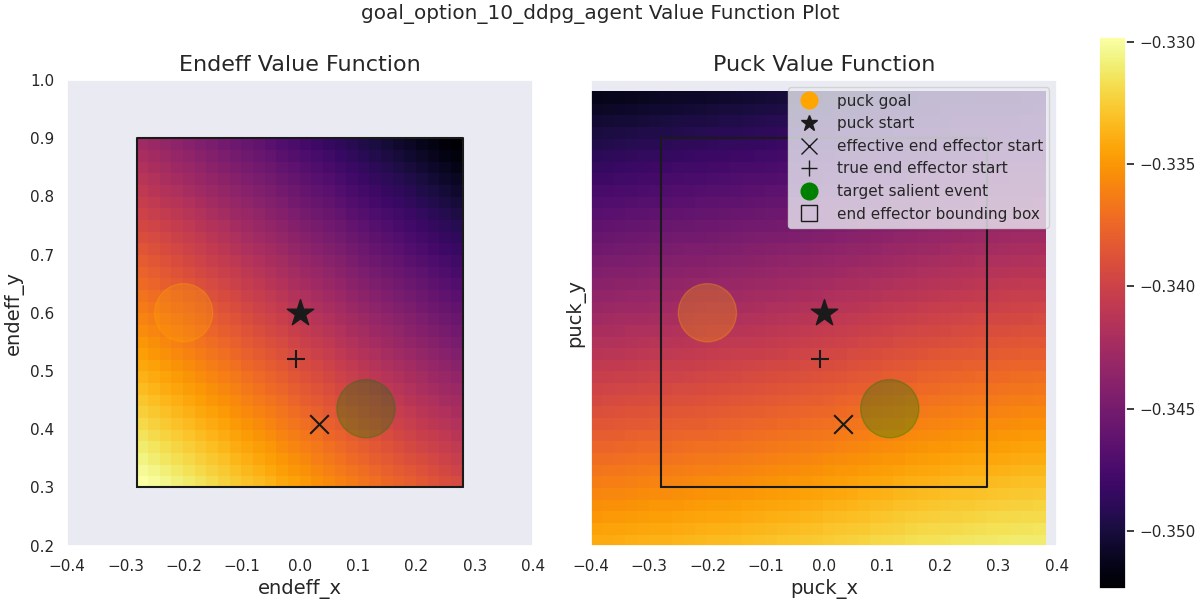 goal_option_10_ddpg_agent Value Function Plot
Endeff Value Function
endeff_y
1.0
0.9
0.8
0.7
0.6
0.5
0.4
0.3
0.2
−0.4 −0.3 −0.2 −0.1 0.0 0.1 0.2 0.3 0.4
endeff_x
Puck Value Function
puck_y
puck goal
puck start
effective end effector start
true end effector start
target salient event
end effector bounding box
−0.4 −0.3 −0.2 −0.1 0.0 0.1 0.2 0.3 0.4
puck_x
−0.330
−0.335
−0.340
−0.345
−0.350